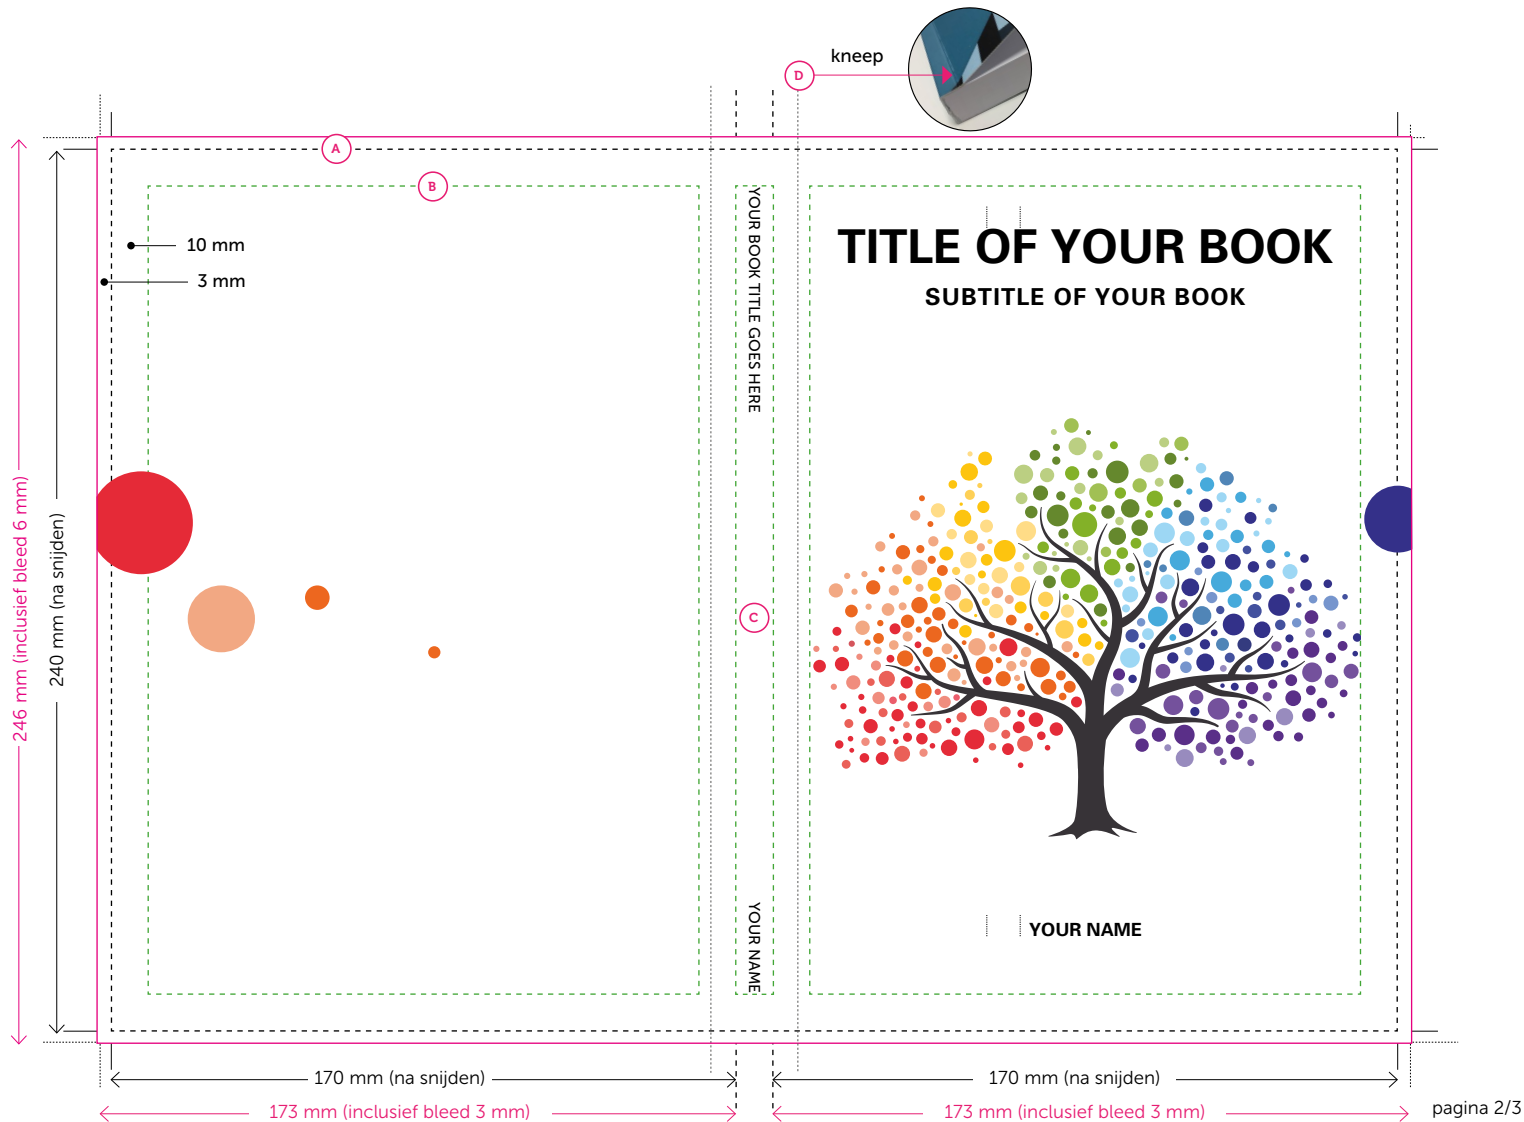 kneep
D
A
B
10 mm
3 mm
YOUR BOOK TITLE GOES HERE
TITLE OF YOUR BOOK
SUBTITLE OF YOUR BOOK
246 mm (inclusief bleed 6 mm)
240 mm (na snijden)
C
YOUR NAME
YOUR NAME
170 mm (na snijden)
170 mm (na snijden)
173 mm (inclusief bleed 3 mm)
173 mm (inclusief bleed 3 mm)
pagina 2/3